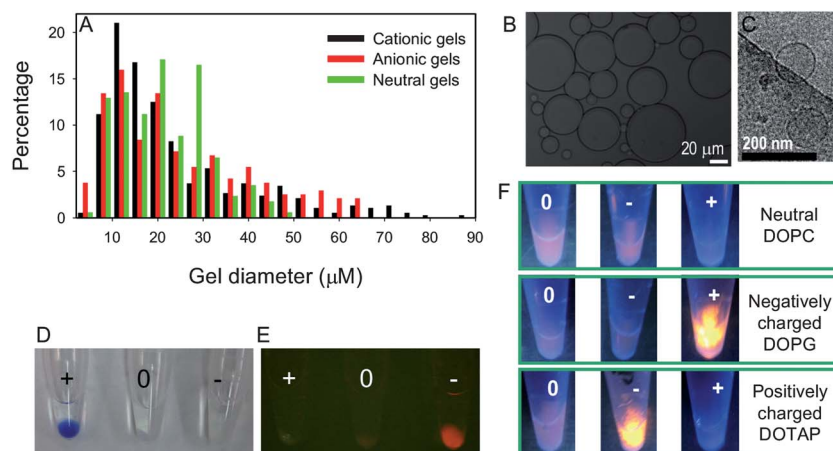 A
Cationic gels
Anionic gels
Neutral gels
Percentage
20
15
10
5
0
10 20 30 40 50 60 70 80 90
Gel diameter (μM)
B
20 μm
C
200 nm
D
+ 0 -
E
+ 0 -
F
0 - +
Neutral
DOPC
0 - +
Negatively
charged
DOPG
0 - +
Positively
charged
DOTAP